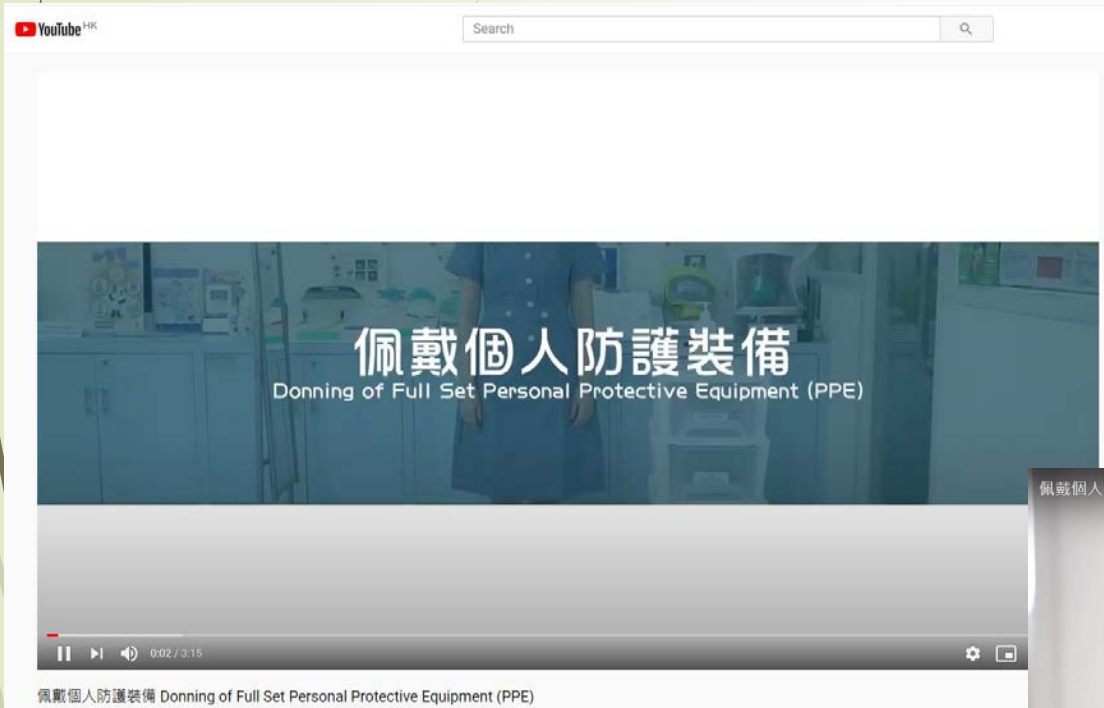 YouTube HK
Search
佩戴個人防護裝備
Donning of Full Set Personal Protective Equipment (PPE)
佩戴個人
0:02 / 3:15
佩戴個人防護裝備 Donning of Full Set Personal Protective Equipment (PPE)